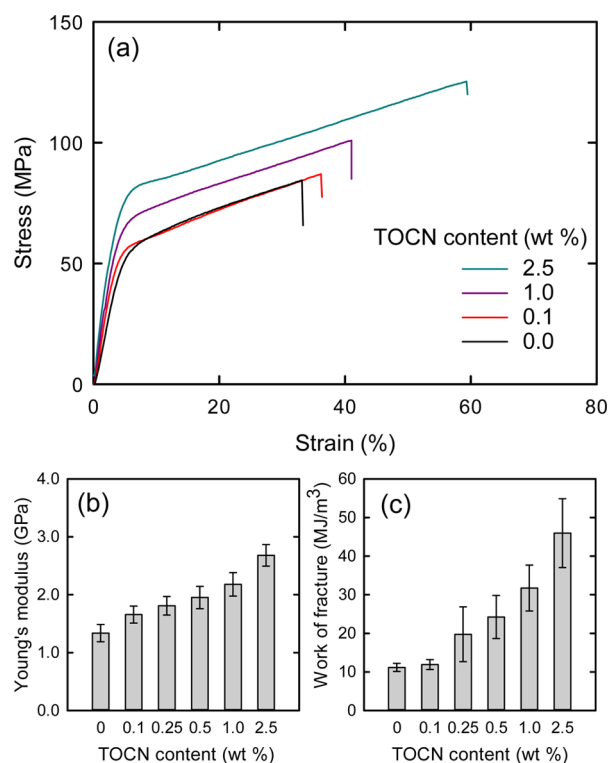 (a)
150
100
50
0
Stress (MPa)
TOCN content (wt %)
2.5
1.0
0.1
0.0
0 20 40 60 80
Strain (%)
(b)
4.0
3.0
2.0
1.0
0.0
Young's modulus (GPa)
0 0.1 0.25 0.5 1.0 2.5
TOCN content (wt %)
(c)
60
50
40
30
20
10
0
Work of fracture (MJ/m³)
0 0.1 0.25 0.5 1.0 2.5
TOCN content (wt %)